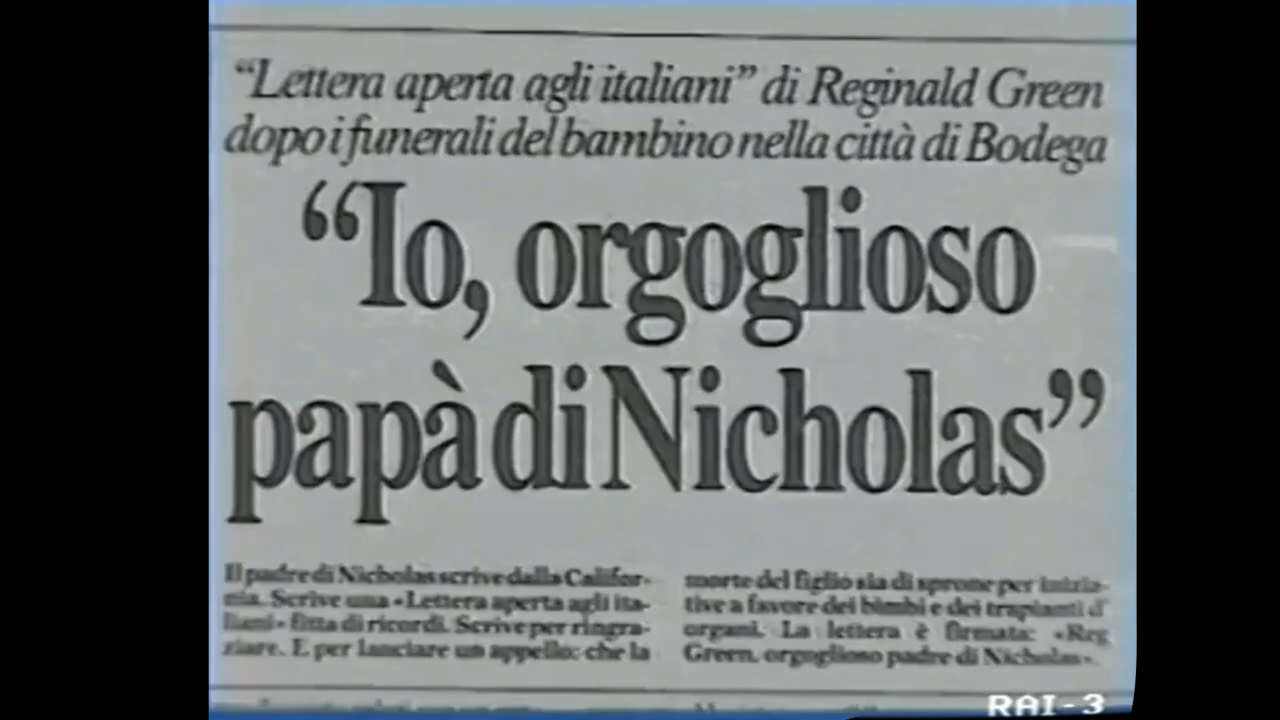 “Lettera aperta agli italiani” di Reginald Green
dopo i funerali del bambino nella città di Bodega
“Io, orgoglioso
papà di Nicholas”
Il padre di Nicholas scrive dalla Califor-
nia. Scrive una «Lettera aperta agli ita-
liani» fitta di ricordi. Scrive per ringra-
ziare. E per lanciare un appello: che la
morte del figlio sia di sprone per inizia-
tive a favore dei bimbi e dei trapianti d'
organi. La lettera è firmata: «Reg
Green, orgoglioso padre di Nicholas».
RAI-3